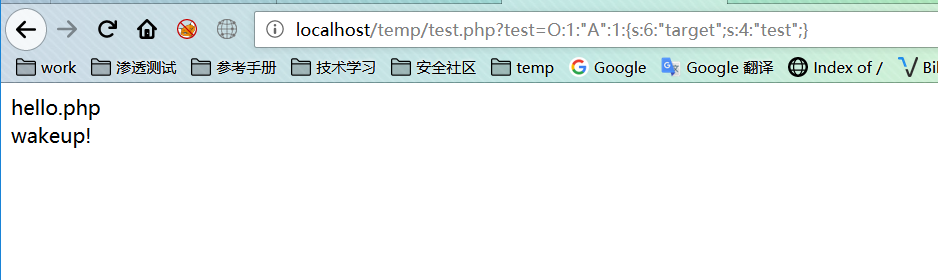 localhost/temp/test.php?test=O:1:"A":1:{s:6:"target";s:4:"test";}
work 渗透测试 参考手册 技术学习 安全社区 temp Google Google 翻译 Index of / Bi
hello.php
wakeup!